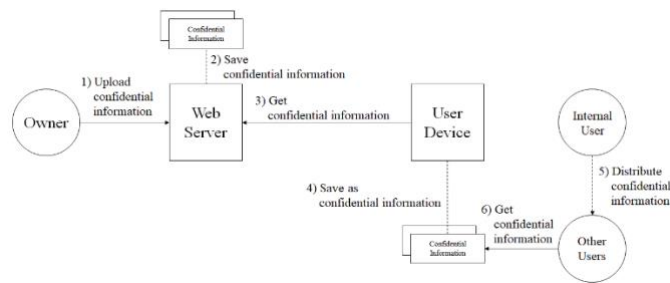 Confidential
Information
2) Save
confidential information
1) Upload
confidential
information
Owner
Web
Server
3) Get
confidential information
User
Device
Internal
User
4) Save as
confidential information
5) Distribute
confidential
information
6) Get
confidential
information
Confidential
Information
Other
Users